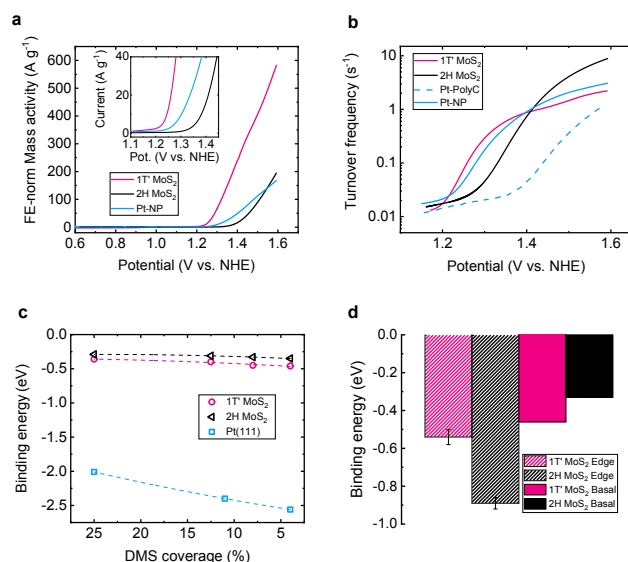 a
FE-norm Mass activity (A g⁻¹)
600
500
400
300
200
100
0
0.6
0.8
1.0
1.2
1.4
1.6
Potential (V vs. NHE)
Current (A g⁻¹)
40
20
0
1.1
1.2
1.3
1.4
Pot. (V vs. NHE)
1T' MoS₂
2H MoS₂
Pt-NP
b
Turnover frequency (s⁻¹)
10
1
0.1
0.01
1.2
1.4
1.6
Potential (V vs. NHE)
1T' MoS₂
2H MoS₂
Pt-PolyC
Pt-NP
c
Binding energy (eV)
0.0
-0.5
-1.0
-1.5
-2.0
-2.5
25
20
15
10
5
DMS coverage (%)
1T' MoS₂
2H MoS₂
Pt(111)
d
Binding energy (eV)
0.0
-0.2
-0.4
-0.6
-0.8
-1.0
1T' MoS₂ Edge
2H MoS₂ Edge
1T' MoS₂ Basal
2H MoS₂ Basal